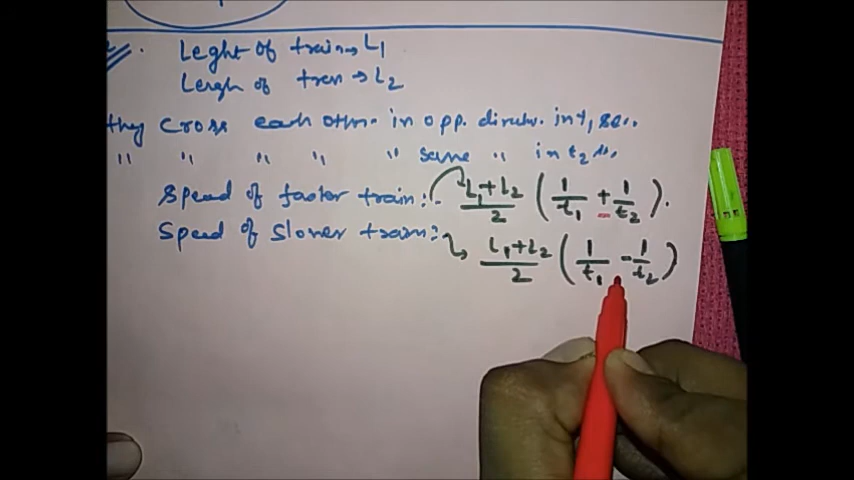 Leght of train→ L1
Lengh of tren → L2
they cross each othr. in opp. directn. in t1 sec.
" " " " " same " in t2 s.
Speed of faster train:- L1+L2/2 (1/t1 + 1/t2).
Speed of slower train:- L1+L2/2 (1/t1 - 1/t2)